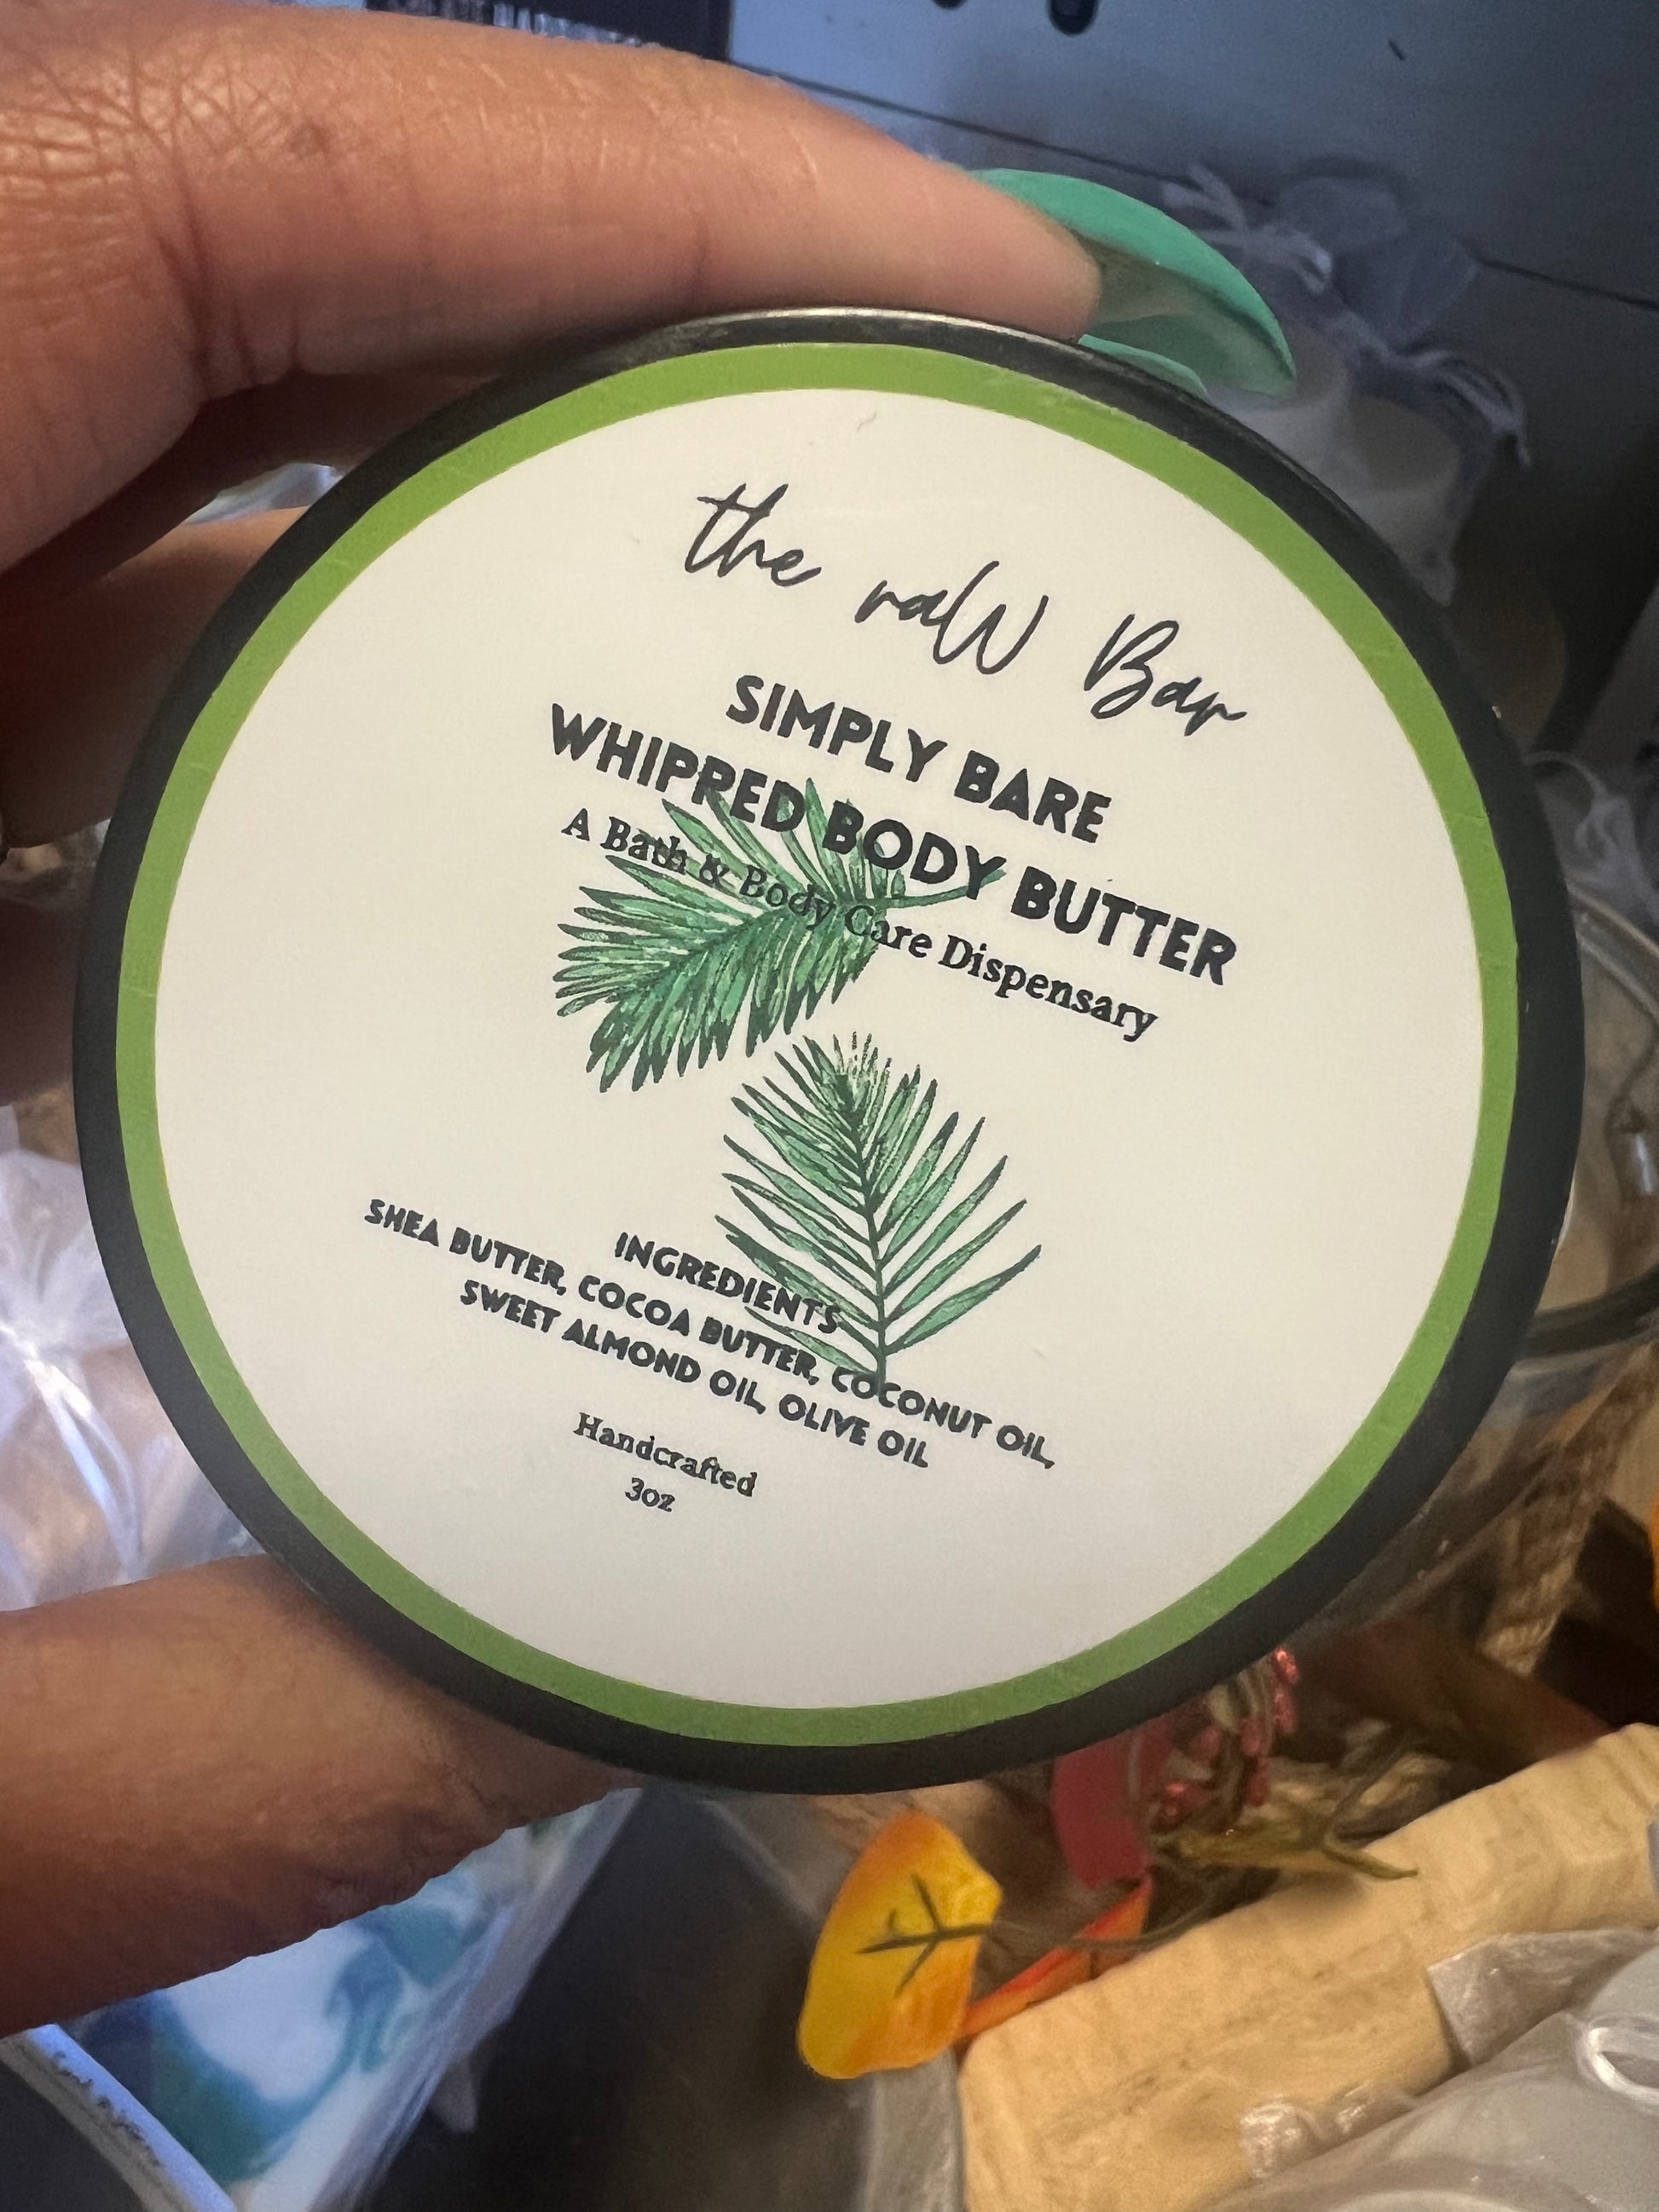 the raW Bar
SIMPLY BARE
WHIPPED BODY BUTTER
A Bath & Body Care Dispensary
INGREDIENTS
SHEA BUTTER, COCOA BUTTER, COCONUT OIL,
SWEET ALMOND OIL, OLIVE OIL
Handcrafted
3oz